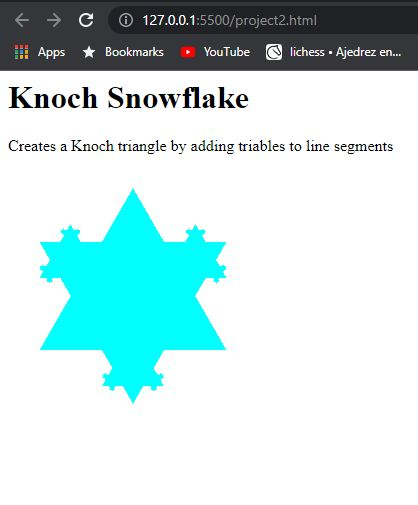 127.0.0.1:5500/project2.html
Apps Bookmarks YouTube lichess • Ajedrez en...
Knoch Snowflake
Creates a Knoch triangle by adding triables to line segments